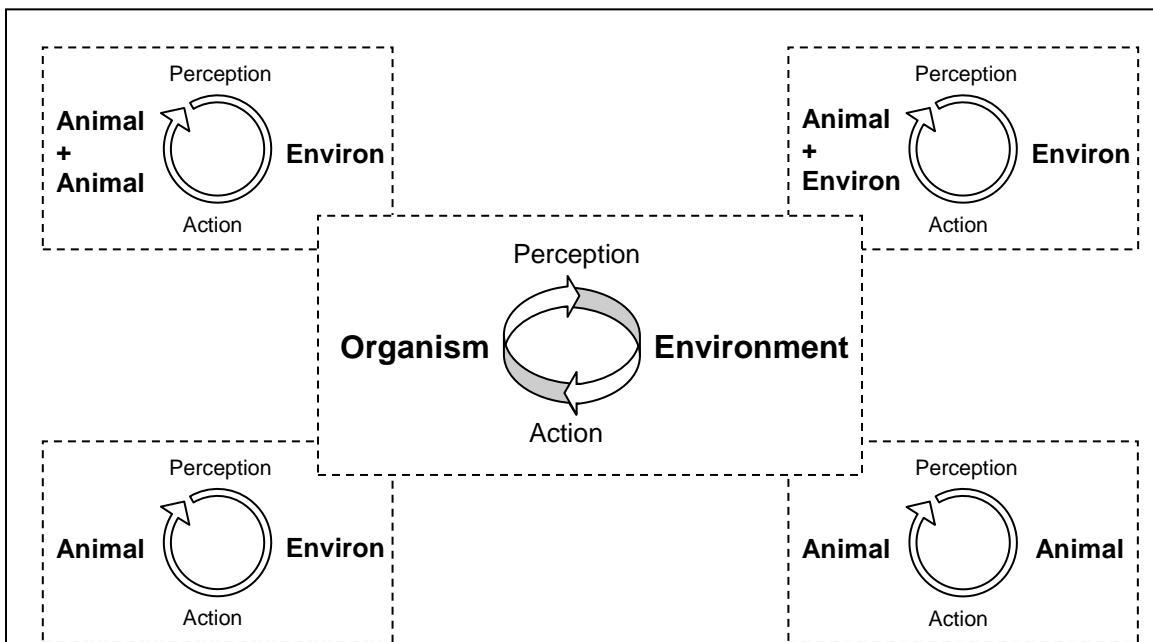 Perception
Animal
+
Animal
Environ
Action
Perception
Animal
+
Environ
Environ
Action
Perception
Organism Environment
Action
Perception
Animal Environ
Action
Perception
Animal Animal
Action